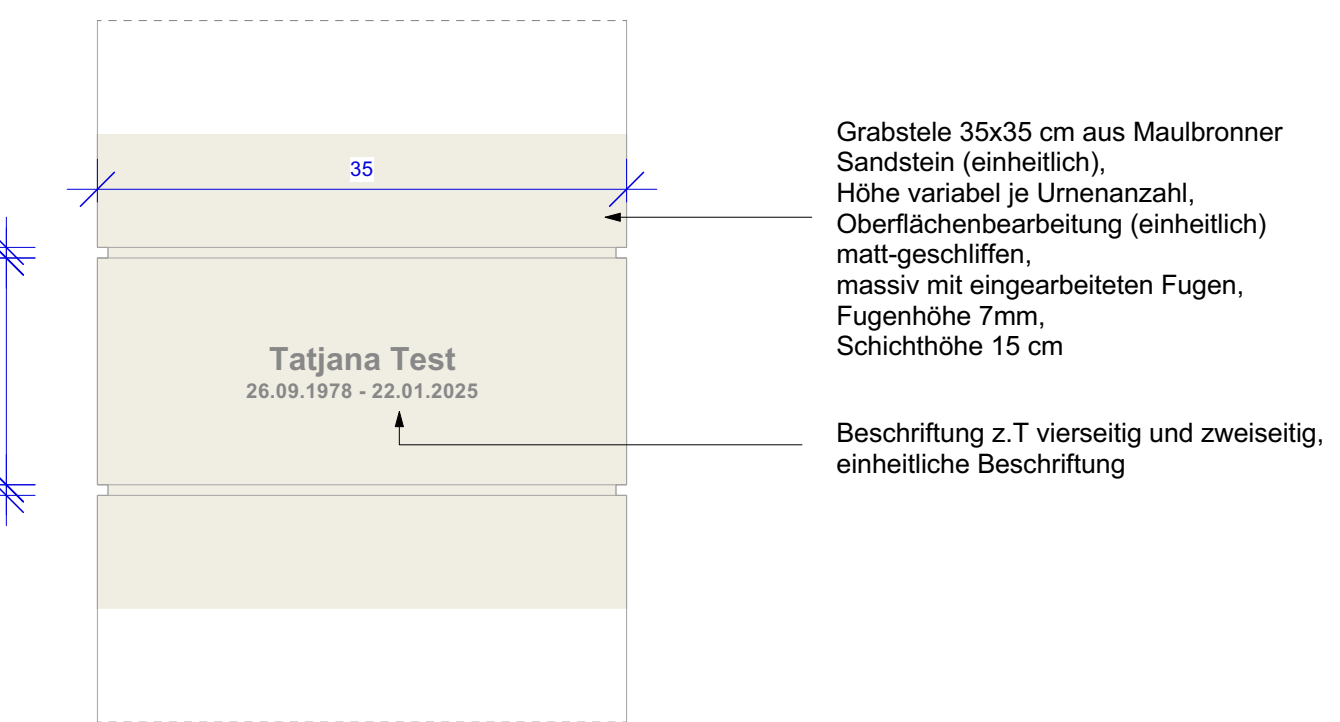 35
Grabstele 35x35 cm aus Maulbronner
Sandstein (einheitlich),
Höhe variabel je Urnenanzahl,
Oberflächenbearbeitung (einheitlich)
matt-geschliffen,
massiv mit eingearbeiteten Fugen,
Fugenhöhe 7mm,
Schichthöhe 15 cm
Tatjana Test
26.09.1978 - 22.01.2025
Beschriftung z.T vierseitig und zweiseitig,
einheitliche Beschriftung